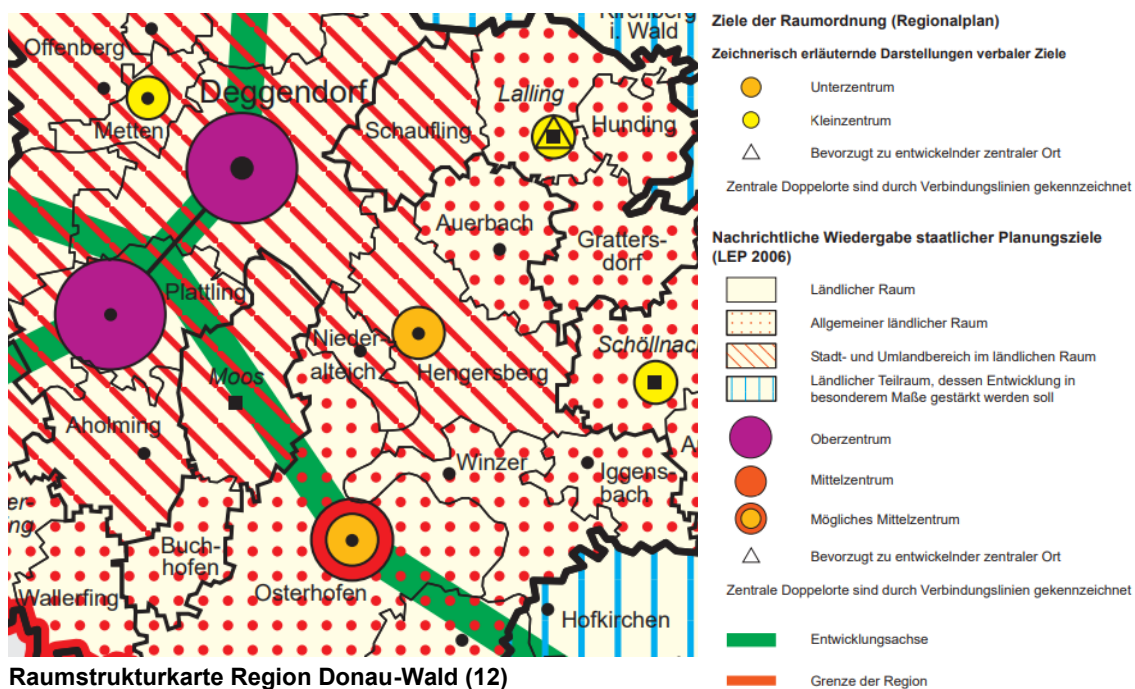 Kirchberg
i. Wald
Offenberg
Deggendorf
Lalling
Metten
Schaufling
Hunding
Auerbach
Gratters-
dorf
Plattling
Nieder-
alteich
Schöllnac
Moos
Hengersberg
Aholming
Winzer
Iggens-
bach
er-
ng
Buch-
hofen
Osterhofen
Wallerfing
Hofkirchen
Raumstrukturkarte Region Donau-Wald (12)
Ziele der Raumordnung (Regionalplan)
Zeichnerisch erläuternde Darstellungen verbaler Ziele
Unterzentrum
Kleinzentrum
Bevorzugt zu entwickelnder zentraler Ort
Zentrale Doppelorte sind durch Verbindungslinien gekennzeichnet
Nachrichtliche Wiedergabe staatlicher Planungsziele
(LEP 2006)
Ländlicher Raum
Allgemeiner ländlicher Raum
Stadt- und Umlandbereich im ländlichen Raum
Ländlicher Teilraum, dessen Entwicklung in
besonderem Maße gestärkt werden soll
Oberzentrum
Mittelzentrum
Mögliches Mittelzentrum
Bevorzugt zu entwickelnder zentraler Ort
Zentrale Doppelorte sind durch Verbindungslinien gekennzeichnet
Entwicklungsachse
Grenze der Region